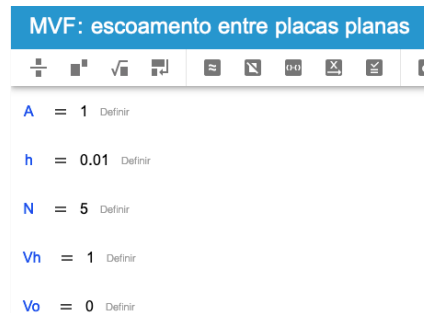 MVF: escoamento entre placas planas
A = 1 Definir
h = 0.01 Definir
N = 5 Definir
Vh = 1 Definir
Vo = 0 Definir